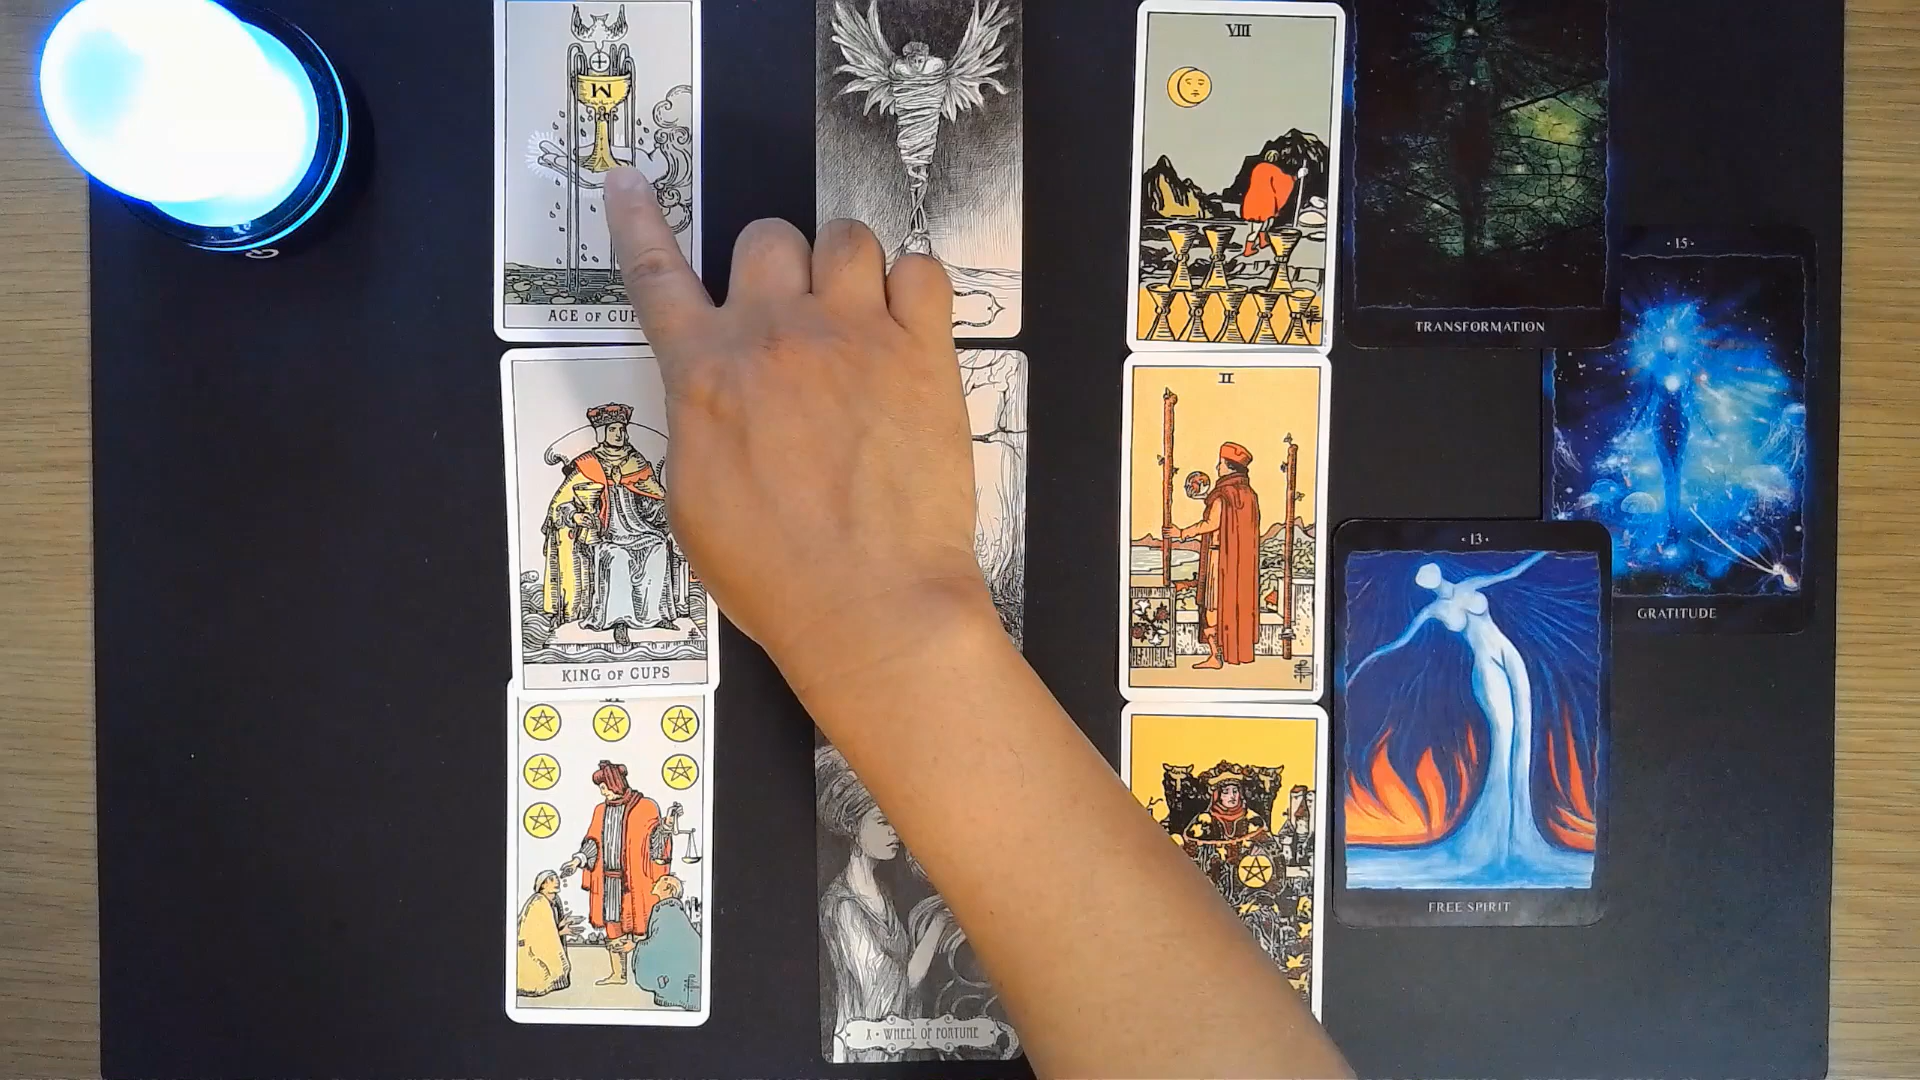 ACE OF CUP
VIII
TRANSFORMATION
·15·
KING OF CUPS
II
GRATITUDE
·13·
FREE SPIRIT
X · WHEEL OF FORTUNE